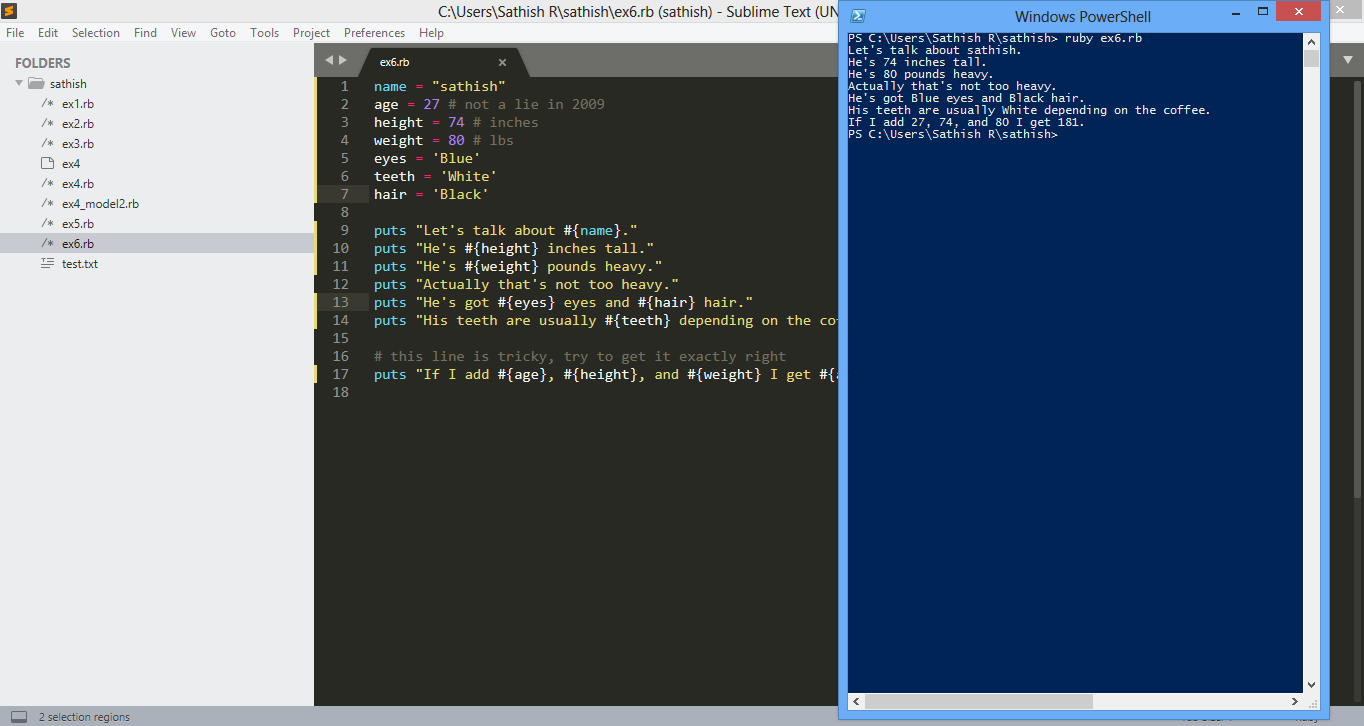 C:\Users\Sathish R\sathish\ex6.rb (sathish) - Sublime Text (UN
File Edit Selection Find View Goto Tools Project Preferences Help
FOLDERS
sathish
/* ex1.rb
/* ex2.rb
/* ex3.rb
ex4
/* ex4.rb
/* ex4_model2.rb
/* ex5.rb
/* ex6.rb
test.txt
ex6.rb
1 name = "sathish"
2 age = 27 # not a lie in 2009
3 height = 74 # inches
4 weight = 80 # lbs
5 eyes = 'Blue'
6 teeth = 'White'
7 hair = 'Black'
8
9 puts "Let's talk about #{name}."
10 puts "He's #{height} inches tall."
11 puts "He's #{weight} pounds heavy."
12 puts "Actually that's not too heavy."
13 puts "He's got #{eyes} eyes and #{hair} hair."
14 puts "His teeth are usually #{teeth} depending on the co
15
16 # this line is tricky, try to get it exactly right
17 puts "If I add #{age}, #{height}, and #{weight} I get #{
18
2 selection regions
Windows PowerShell
PS C:\Users\Sathish R\sathish> ruby ex6.rb
Let's talk about sathish.
He's 74 inches tall.
He's 80 pounds heavy.
Actually that's not too heavy.
He's got Blue eyes and Black hair.
His teeth are usually White depending on the coffee.
If I add 27, 74, and 80 I get 181.
PS C:\Users\Sathish R\sathish>